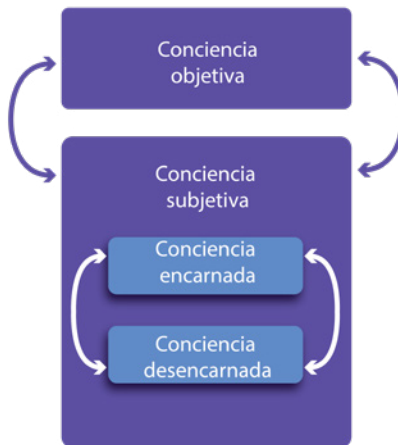 Conciencia
objetiva
Conciencia
subjetiva
Conciencia
encarnada
Conciencia
desencarnada